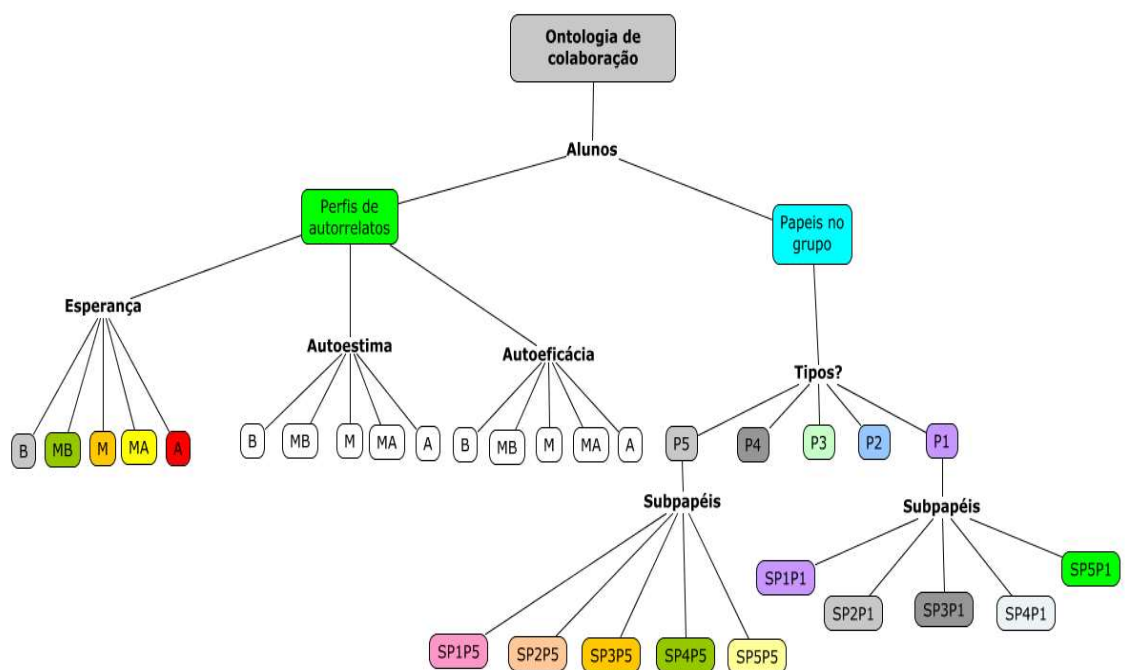 Ontologia de
colaboração
Alunos
Perfis de
autorrelatos
Papeis no
grupo
Esperança
Autoestima
Autoeficácia
Tipos?
B
MB
M
MA
A
B
MB
M
MA
A
B
MB
M
MA
A
P5
P4
P3
P2
P1
Subpapéis
Subpapéis
SP1P5
SP2P5
SP3P5
SP4P5
SP5P5
SP1P1
SP2P1
SP3P1
SP4P1
SP5P1